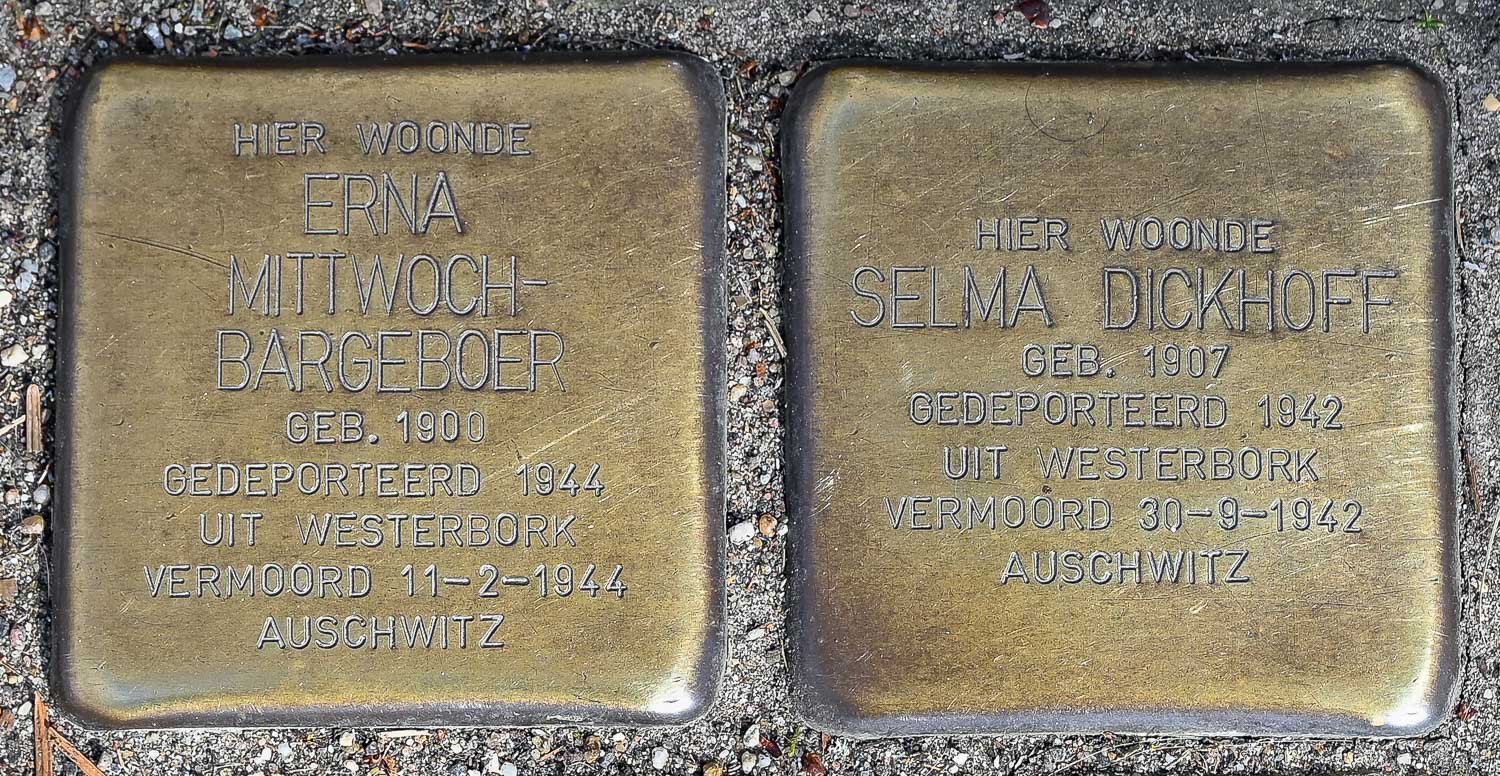 HIER WOONDE
ERNA
MITTWOCH-
BARGEBOER
GEB. 1900
GEDEPORTEERD 1944
UIT WESTERBORK
VERMOORD 11-2-1944
AUSCHWITZ
HIER WOONDE
SELMA DICKHOFF
GEB. 1907
GEDEPORTEERD 1942
UIT WESTERBORK
VERMOORD 30-9-1942
AUSCHWITZ